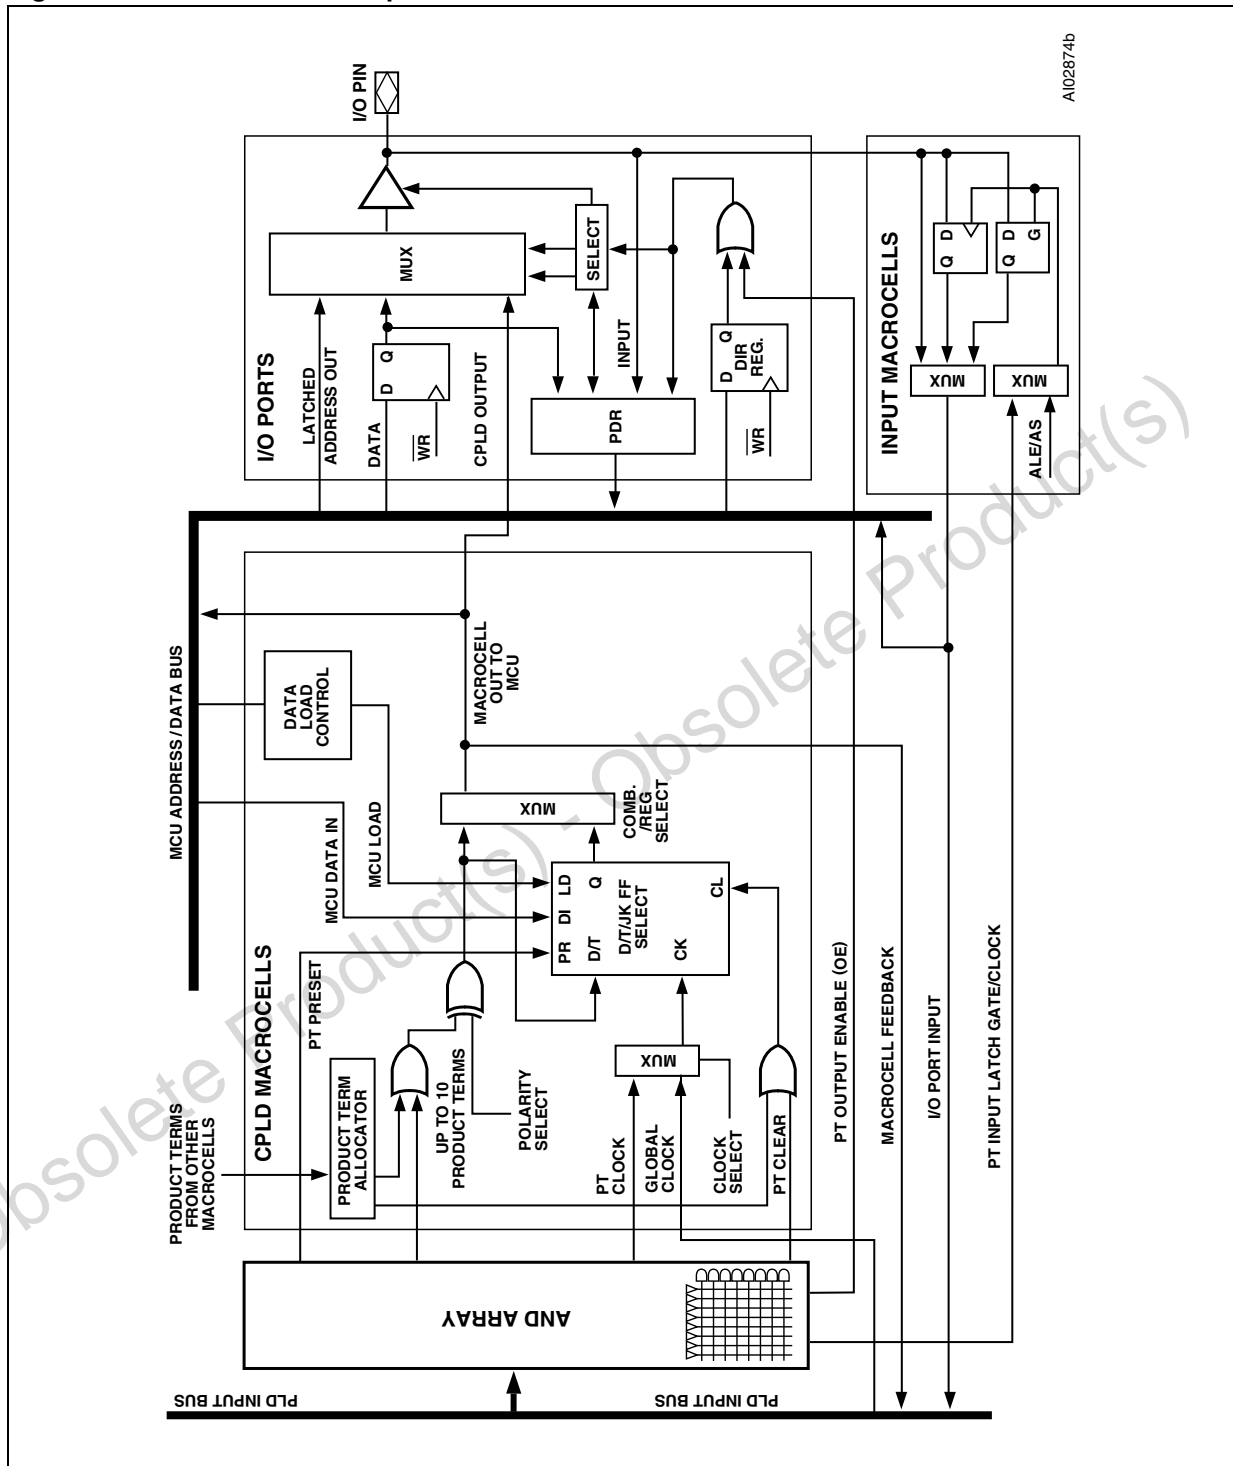 AI02874b
I/O PIN
I/O PORTS
LATCHED
ADDRESS OUT
DATA
D Q
WR
CPLD OUTPUT
MUX
SELECT
INPUT
PDR
D Q
DIR
REG.
WR
INPUT MACROCELLS
Q D
Q D
G
MUX
MUX
ALE/AS
MCU ADDRESS / DATA BUS
CPLD MACROCELLS
DATA
LOAD
CONTROL
MCU DATA IN
MCU LOAD
MACROCELL
OUT TO
MCU
PT PRESET
PRODUCT TERMS
FROM OTHER
MACROCELLS
PRODUCT TERM
ALLOCATOR
UP TO 10
PRODUCT TERMS
POLARITY
SELECT
MUX
COMB.
/REG
SELECT
PR DI LD
D/T Q
D/T/JK FF
SELECT
CK
CL
PT
CLOCK
GLOBAL
CLOCK
CLOCK
SELECT
MUX
PT CLEAR
PT OUTPUT ENABLE (OE)
MACROCELL FEEDBACK
I/O PORT INPUT
PT INPUT LATCH GATE/CLOCK
AND ARRAY
PLD INPUT BUS
PLD INPUT BUS
Obsolete Product(s) - Obsolete Product(s)